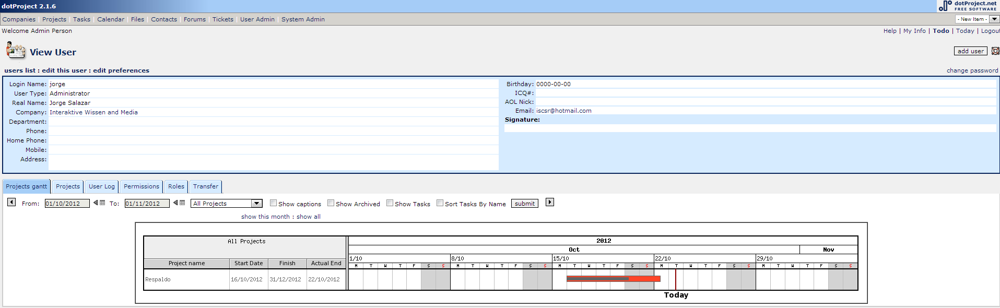 dotProject 2.1.6
dotProject.net
FREE SOFTWARE
Companies | Projects | Tasks | Calendar | Files | Contacts | Forums | Tickets | User Admin | System Admin
- New Item -
Welcome Admin Person
Help | My Info | Todo | Today | Logout
View User
add user
users list : edit this user : edit preferences
change password
Login Name: jorge
User Type: Administrator
Real Name: Jorge Salazar
Company: Interaktive Wissen and Media
Department:
Phone:
Home Phone:
Mobile:
Address:
Birthday: 0000-00-00
ICQ#:
AOL Nick:
Email: iscsr@hotmail.com
Signature:
Projects gantt Projects User Log Permissions Roles Transfer
From: 01/10/2012 To: 01/11/2012 All Projects Show captions Show Archived Show Tasks Sort Tasks By Name submit
show this month : show all
All Projects
2012
Oct Nov
1/10 8/10 15/10 22/10 29/10
Project name Start Date Finish Actual End
M T W T F S S M T W T F S S M T W T F S S M T W T F S S M T W T F S S
Respaldo 16/10/2012 31/12/2012 22/10/2012
Today